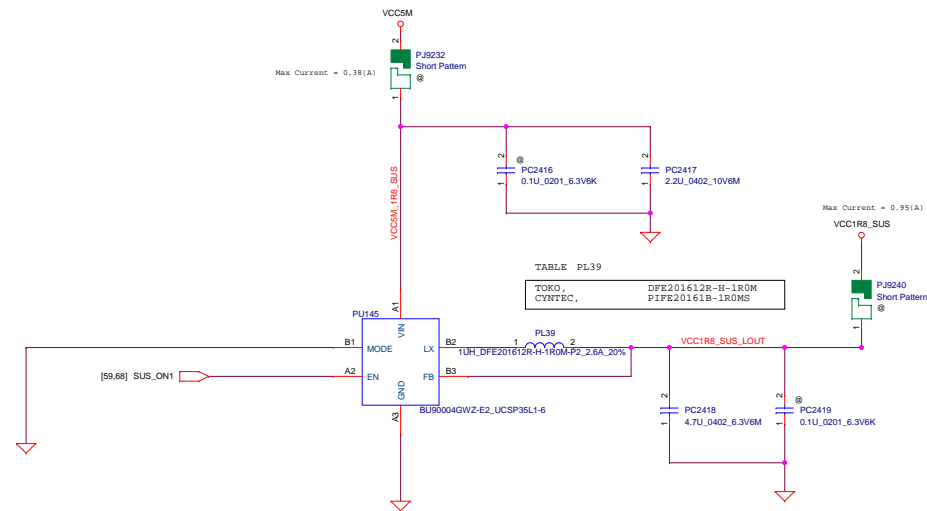 VCC5M
2
PJ9232
Short Pattern
@
Max Current = 0.38(A)
1
VCC5M_1R8_SUS
2
@
PC2416
0.1U_0201_6.3V6K
1
2
PC2417
2.2U_0402_10V6M
1
Max Current = 0.95(A)
VCC1R8_SUS
2
PJ9240
Short Pattern
@
1
TABLE PL39
TOKO, DFE201612R-H-1R0M
CYNTEC, PIFE20161B-1R0MS
PU145
A1
VIN
B1
MODE
LX
B2
1
PL39
2
1UH_DFE201612R-H-1R0M-P2_2.6A_20%
VCC1R8_SUS_LOUT
[59,68] SUS_ON1
A2
EN
FB
B3
GND
A3
BU90004GWZ-E2_UCSP35L1-6
2
PC2418
4.7U_0402_6.3V6M
1
2
@
PC2419
0.1U_0201_6.3V6K
1